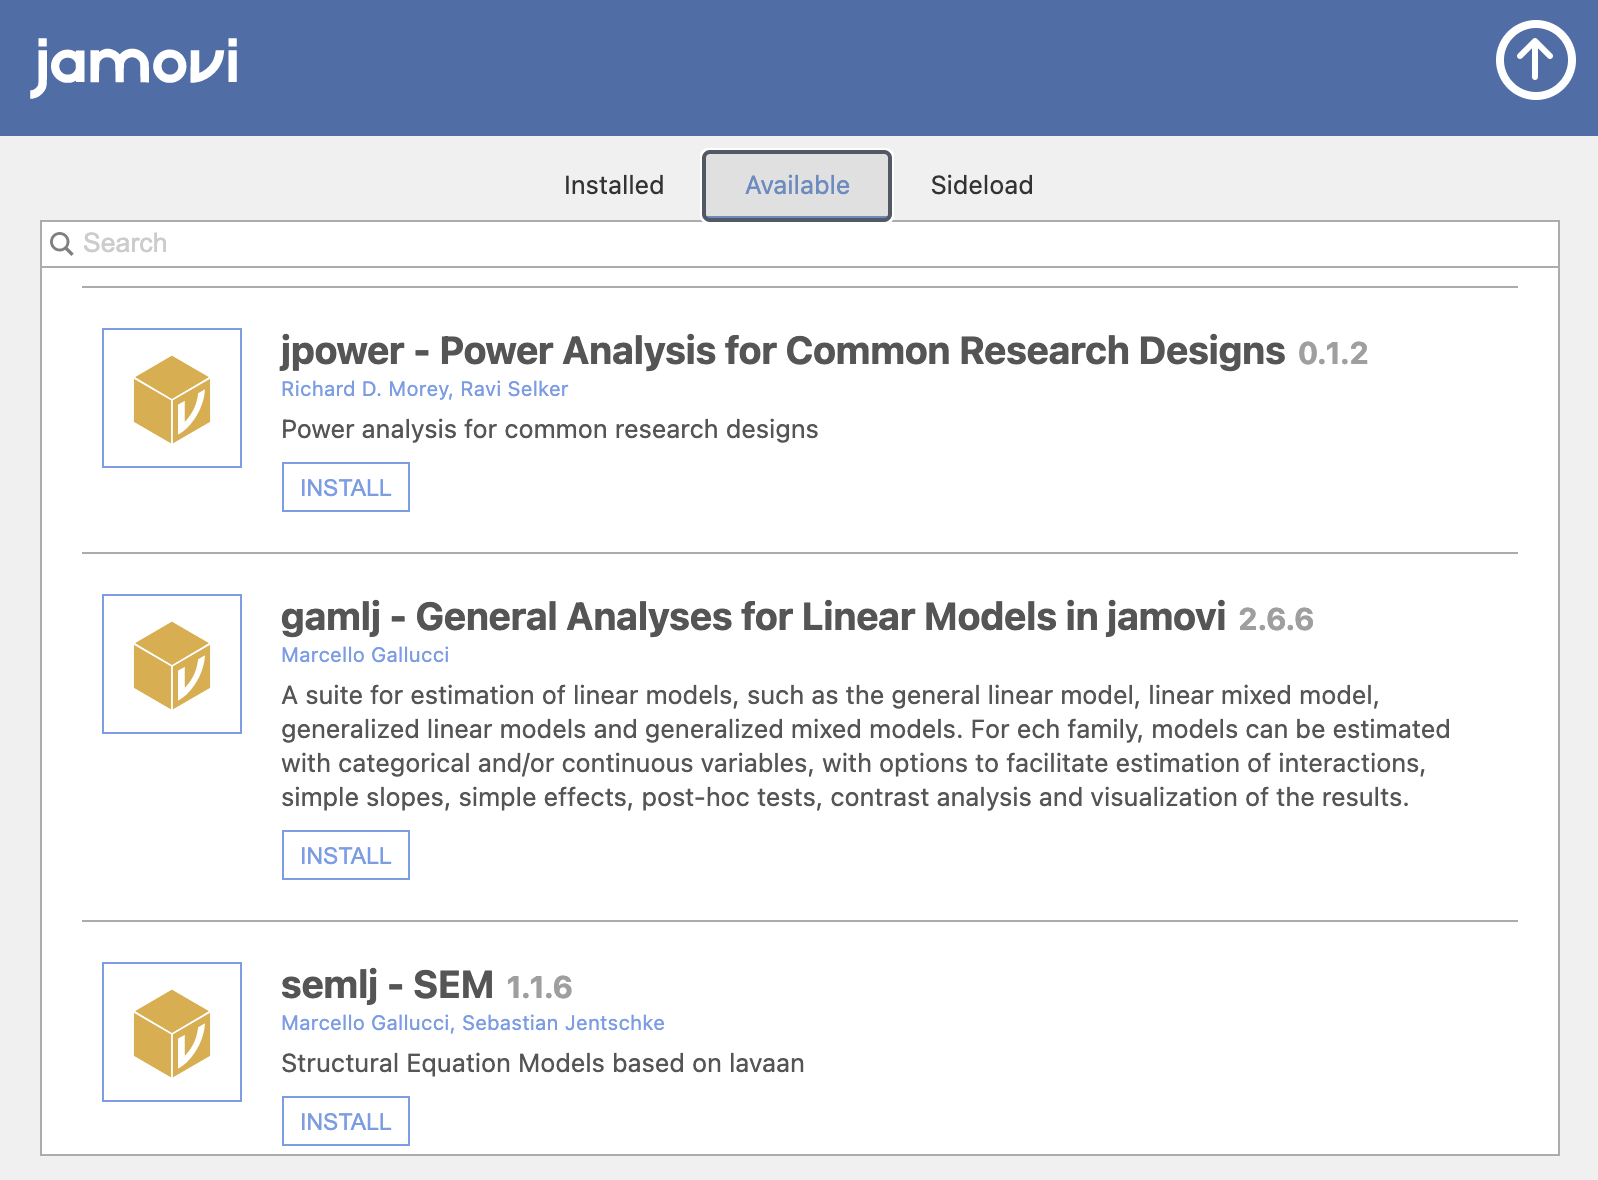 jamovi
Installed Available Sideload
Search
jpower - Power Analysis for Common Research Designs 0.1.2
Richard D. Morey, Ravi Selker
Power analysis for common research designs
INSTALL
gamlj - General Analyses for Linear Models in jamovi 2.6.6
Marcello Gallucci
A suite for estimation of linear models, such as the general linear model, linear mixed model,
generalized linear models and generalized mixed models. For ech family, models can be estimated
with categorical and/or continuous variables, with options to facilitate estimation of interactions,
simple slopes, simple effects, post-hoc tests, contrast analysis and visualization of the results.
INSTALL
semlj - SEM 1.1.6
Marcello Gallucci, Sebastian Jentschke
Structural Equation Models based on lavaan
INSTALL